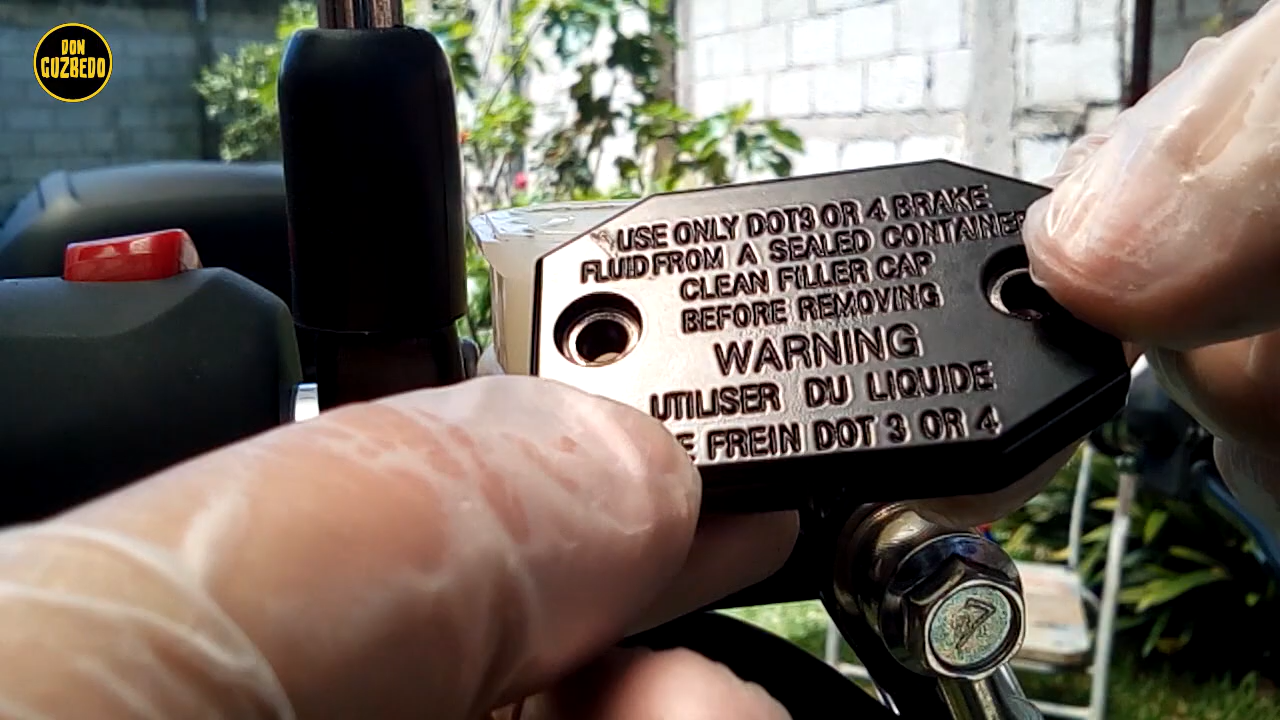 DON
GUZBEDO
USE ONLY DOT3 OR 4 BRAKE
FLUID FROM A SEALED CONTAINER
CLEAN FILLER CAP
BEFORE REMOVING
WARNING
UTILISER DU LIQUIDE
E FREIN DOT 3 OR 4
7